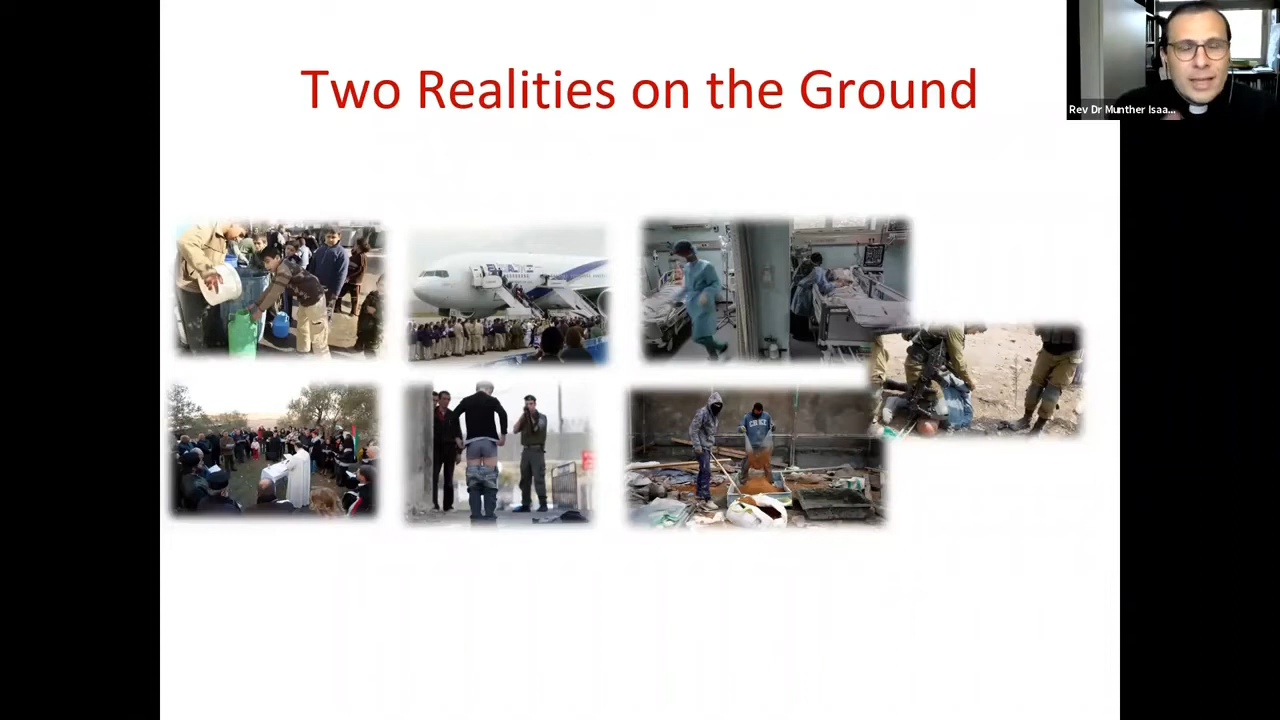 Two Realities on the Ground
Rev Dr Munther Isaa...